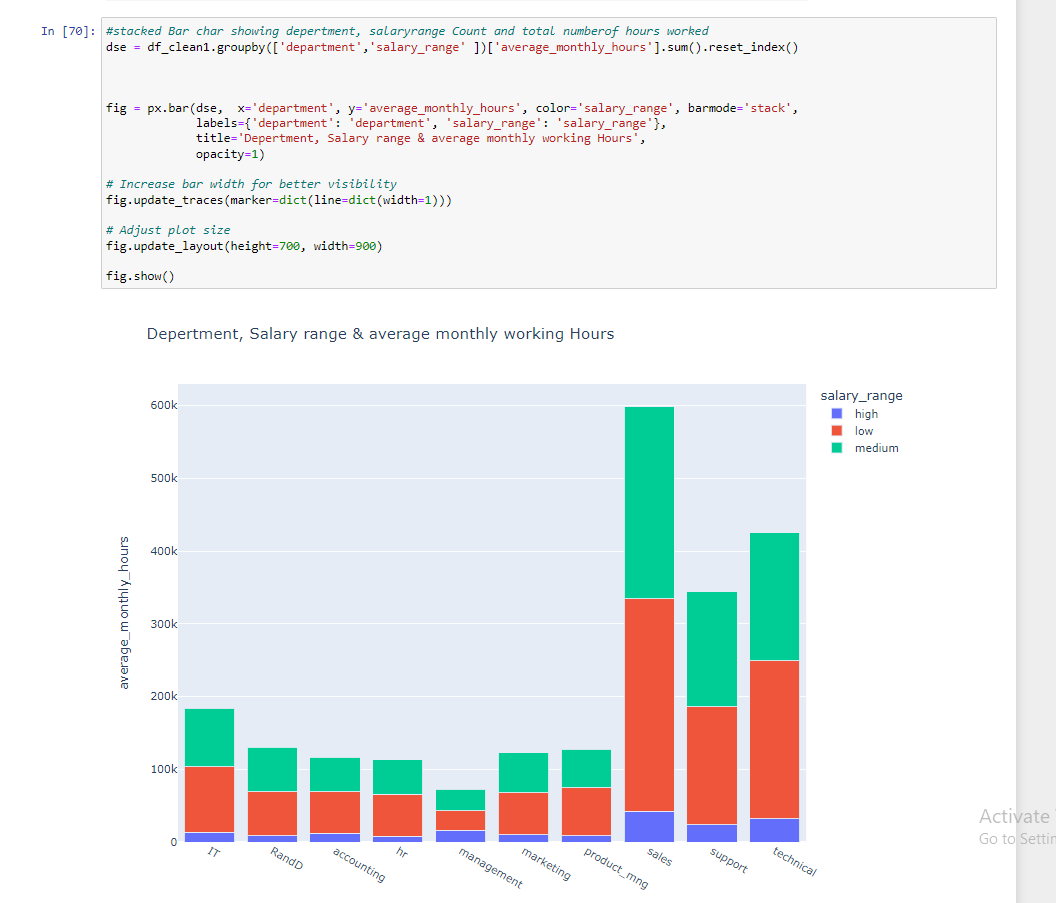 In [70]:
#stacked Bar char showing depertment, salaryrange Count and total numberof hours worked
dse = df_clean1.groupby(['department','salary_range' ])['average_monthly_hours'].sum().reset_index()
fig = px.bar(dse,  x='department', y='average_monthly_hours', color='salary_range', barmode='stack',
labels={'department': 'department', 'salary_range': 'salary_range'},
title='Depertment, Salary range & average monthly working Hours',
opacity=1)
# Increase bar width for better visibility
fig.update_traces(marker=dict(line=dict(width=1)))
# Adjust plot size
fig.update_layout(height=700, width=900)
fig.show()
Depertment, Salary range & average monthly working Hours
salary_range
high
low
medium
600k
500k
400k
300k
200k
100k
0
average_monthly_hours
IT
RandD
accounting
hr
management
marketing
product_mng
sales
support
technical
Activate
Go to Settin